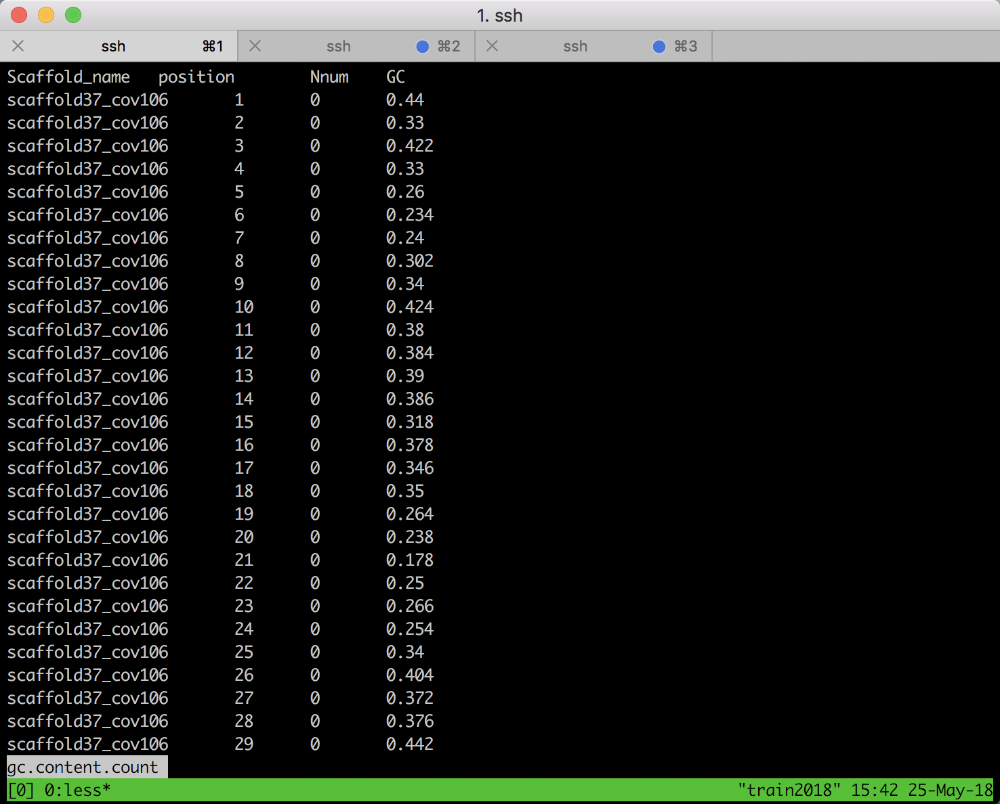 1. ssh
ssh ⌘1 ssh ⌘2 ssh ⌘3
Scaffold_name position Nnum GC
scaffold37_cov106 1 0 0.44
scaffold37_cov106 2 0 0.33
scaffold37_cov106 3 0 0.422
scaffold37_cov106 4 0 0.33
scaffold37_cov106 5 0 0.26
scaffold37_cov106 6 0 0.234
scaffold37_cov106 7 0 0.24
scaffold37_cov106 8 0 0.302
scaffold37_cov106 9 0 0.34
scaffold37_cov106 10 0 0.424
scaffold37_cov106 11 0 0.38
scaffold37_cov106 12 0 0.384
scaffold37_cov106 13 0 0.39
scaffold37_cov106 14 0 0.386
scaffold37_cov106 15 0 0.318
scaffold37_cov106 16 0 0.378
scaffold37_cov106 17 0 0.346
scaffold37_cov106 18 0 0.35
scaffold37_cov106 19 0 0.264
scaffold37_cov106 20 0 0.238
scaffold37_cov106 21 0 0.178
scaffold37_cov106 22 0 0.25
scaffold37_cov106 23 0 0.266
scaffold37_cov106 24 0 0.254
scaffold37_cov106 25 0 0.34
scaffold37_cov106 26 0 0.404
scaffold37_cov106 27 0 0.372
scaffold37_cov106 28 0 0.376
scaffold37_cov106 29 0 0.442
gc.content.count
[0] 0:less* "train2018" 15:42 25-May-18